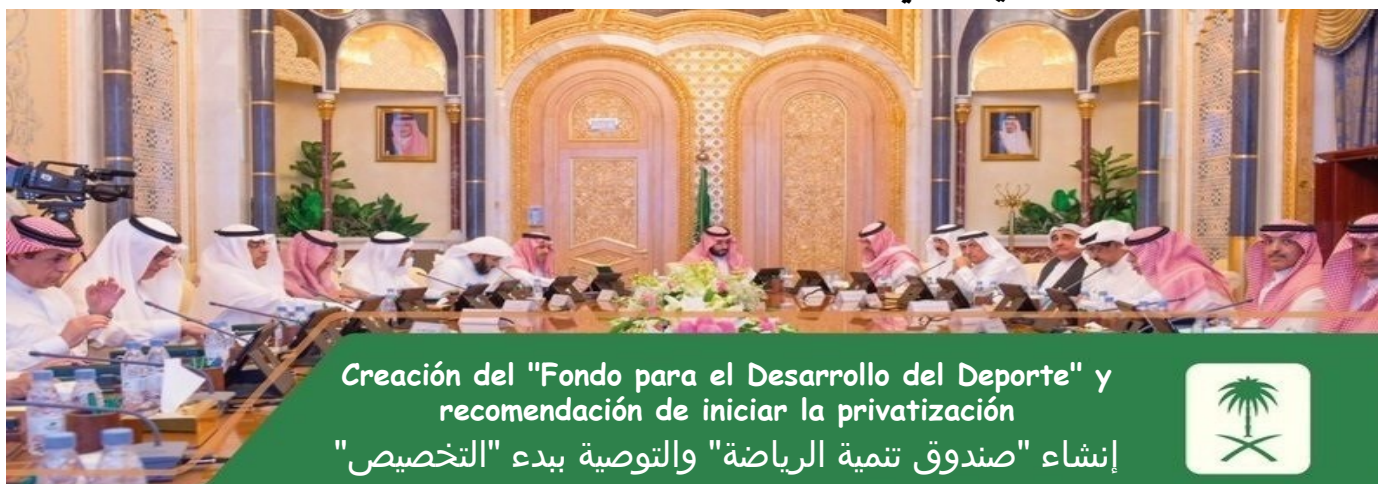 Creación del "Fondo para el Desarrollo del Deporte" y
recomendación de iniciar la privatización
إنشاء "صندوق تنمية الرياضة" والتوصية ببدء "التخصيص"